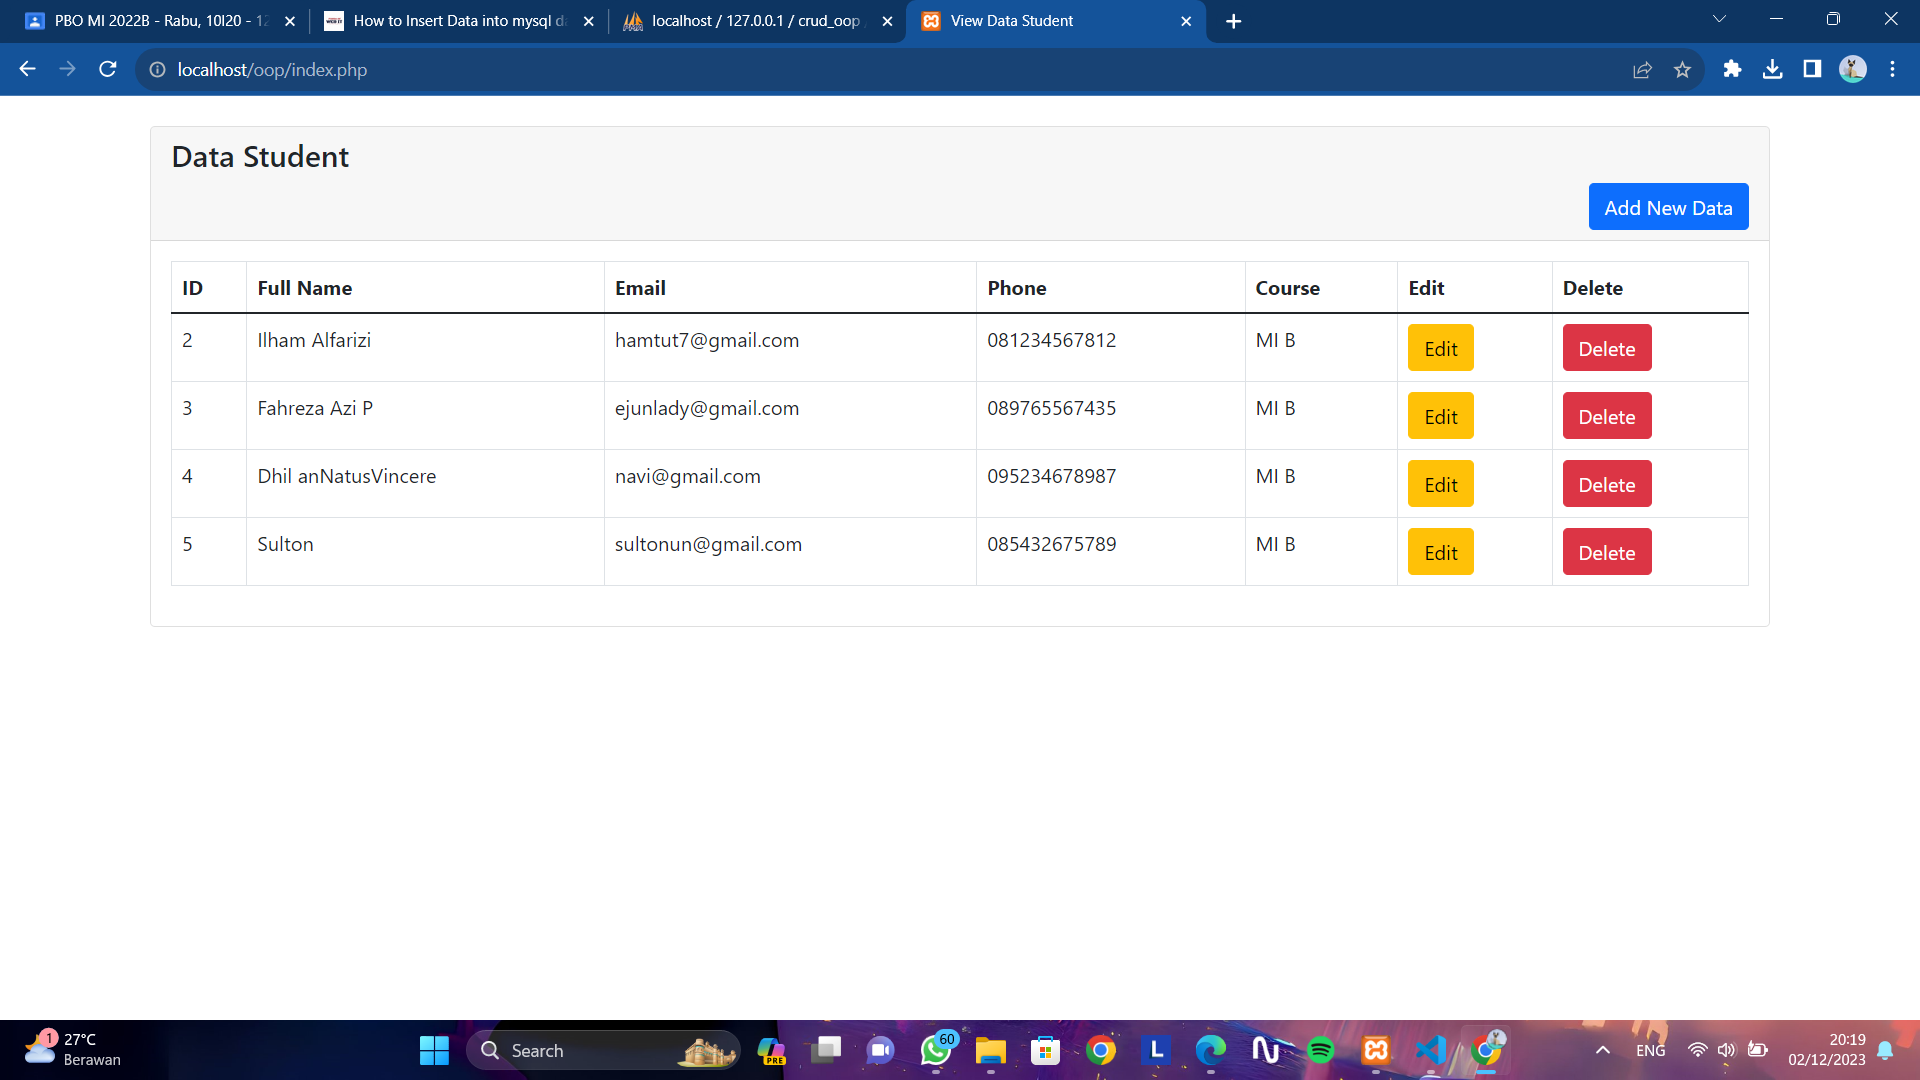 PBO MI 2022B - Rabu, 10I20 - 12
How to Insert Data into mysql da
localhost / 127.0.0.1 / crud_oop
View Data Student
localhost/oop/index.php
Data Student
Add New Data
ID Full Name Email Phone Course Edit Delete
2 Ilham Alfarizi hamtut7@gmail.com 081234567812 MI B Edit Delete
3 Fahreza Azi P ejunlady@gmail.com 089765567435 MI B Edit Delete
4 Dhil anNatusVincere navi@gmail.com 095234678987 MI B Edit Delete
5 Sulton sultonun@gmail.com 085432675789 MI B Edit Delete
1
27°C
Berawan
Search
PRE
60
L
ENG
20:19
02/12/2023